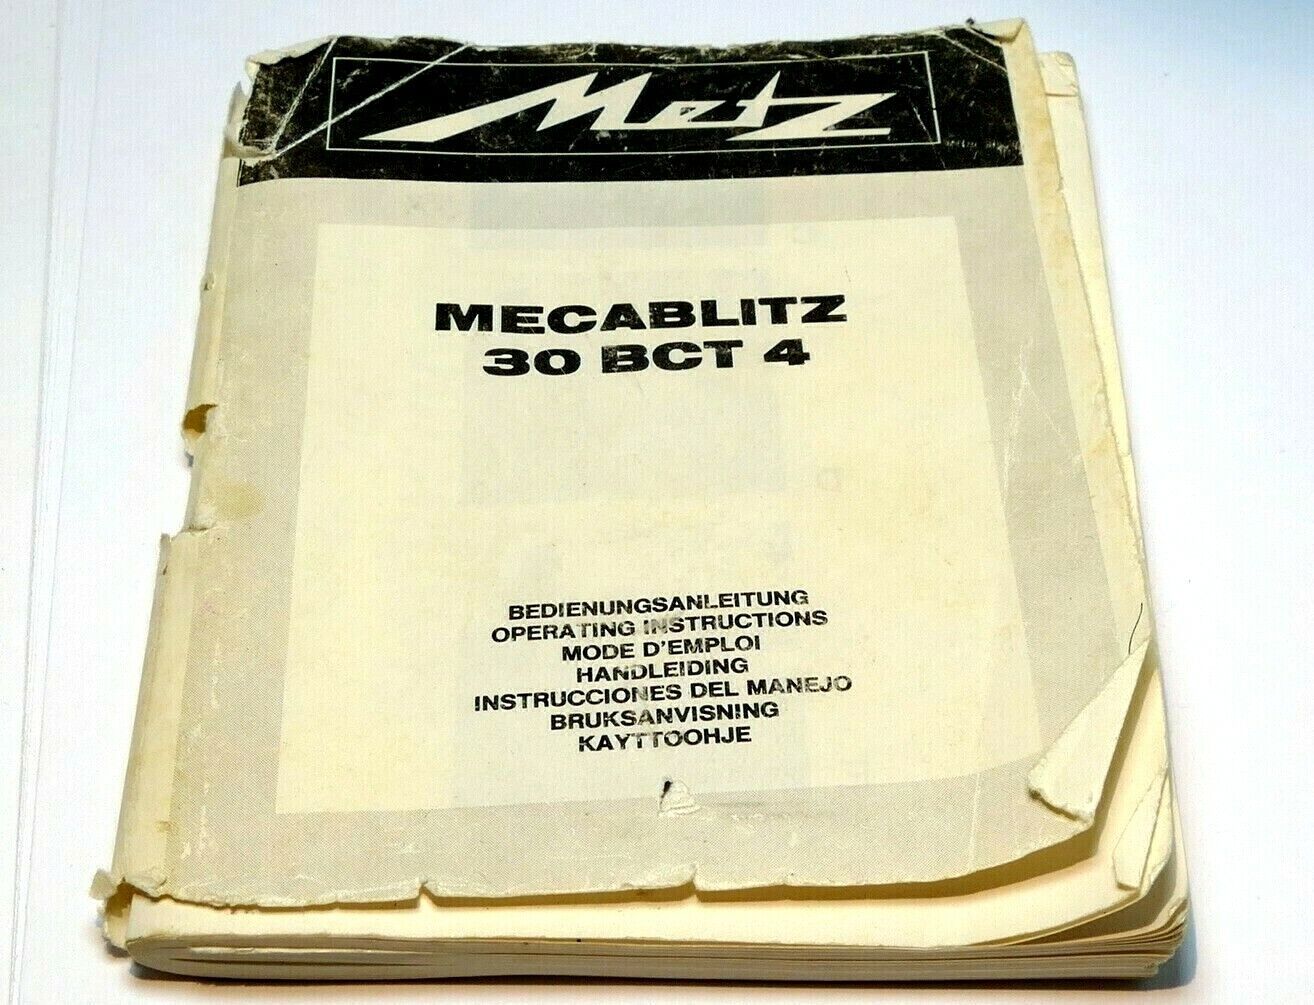 Metz
MECABLITZ
30 BCT 4
BEDIENUNGSANLEITUNG
OPERATING INSTRUCTIONS
MODE D'EMPLOI
HANDLEIDING
INSTRUCCIONES DEL MANEJO
BRUKSANVISNING
KAYTTOOHJE